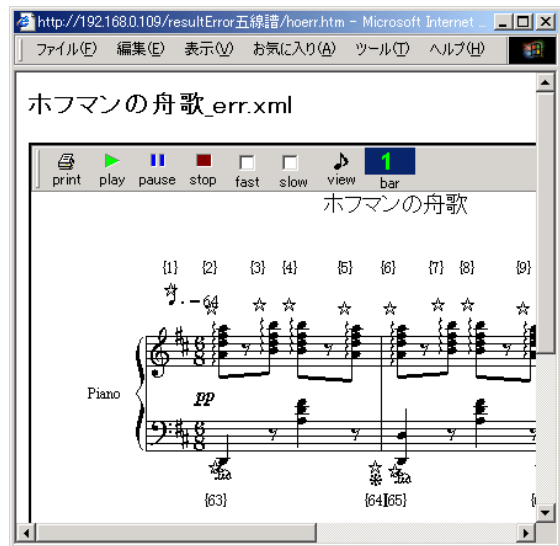 http://192.168.0.109/resultError五線譜/hoerr.htm - Microsoft Internet ...
ファイル(F) 編集(E) 表示(V) お気に入り(A) ツール(T) ヘルプ(H)
ホフマンの舟歌_err.xml
print play pause stop fast slow view 1 bar
ホフマンの舟歌
{1} {2} {3} {4} {5} {6} {7} {8} {9}
. - 64
Piano
pp
{63} {64} {65}